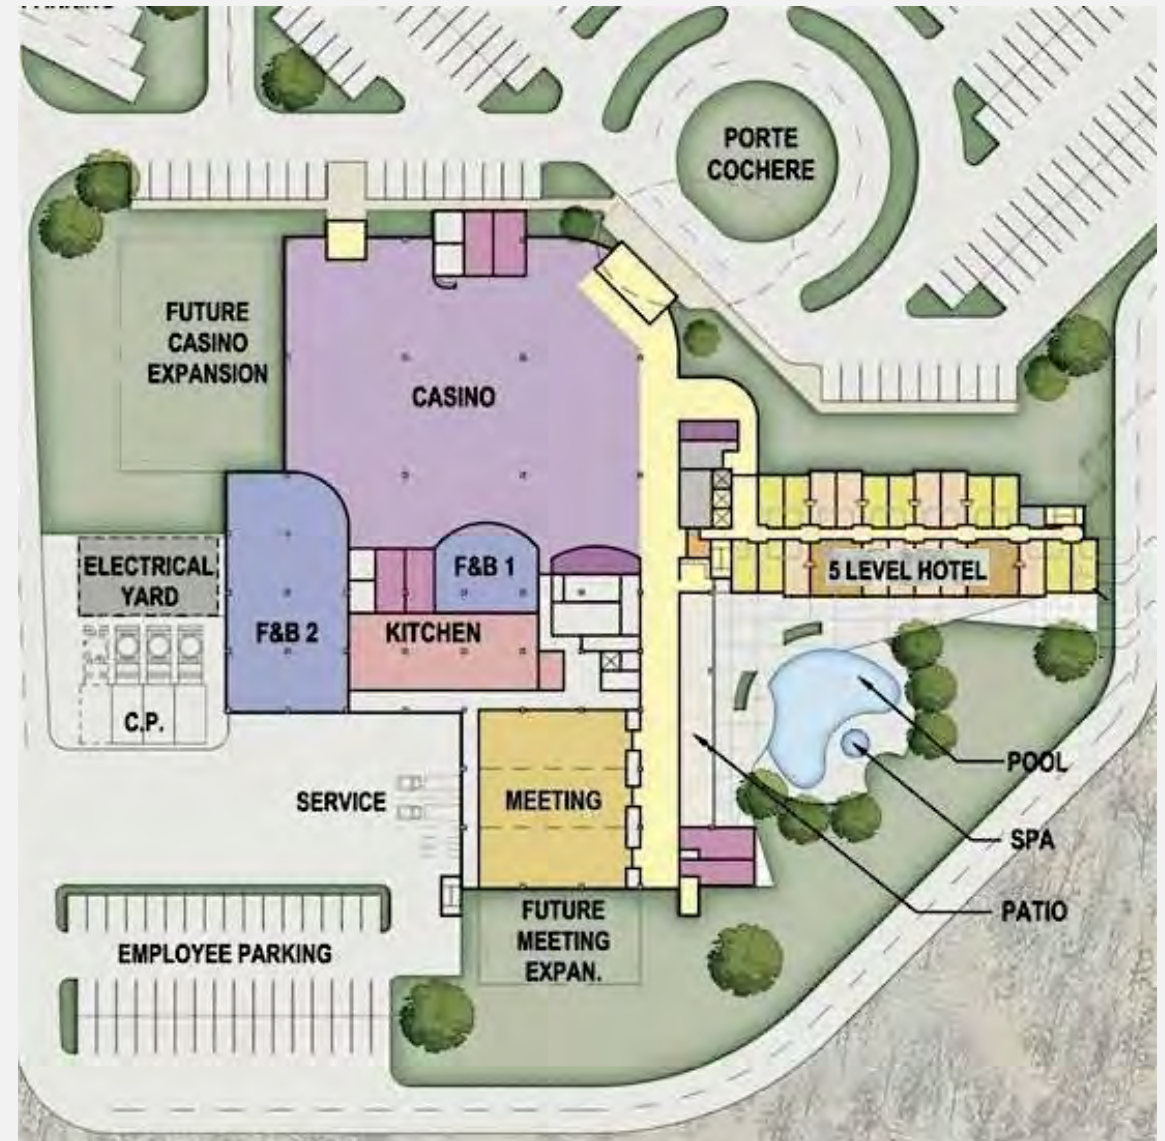 PARKING
PORTE
COCHERE
FUTURE
CASINO
EXPANSION
CASINO
ELECTRICAL
YARD
F&B 1
5 LEVEL HOTEL
F&B 2
KITCHEN
C.P.
POOL
SERVICE
MEETING
SPA
PATIO
FUTURE
MEETING
EXPAN.
EMPLOYEE PARKING